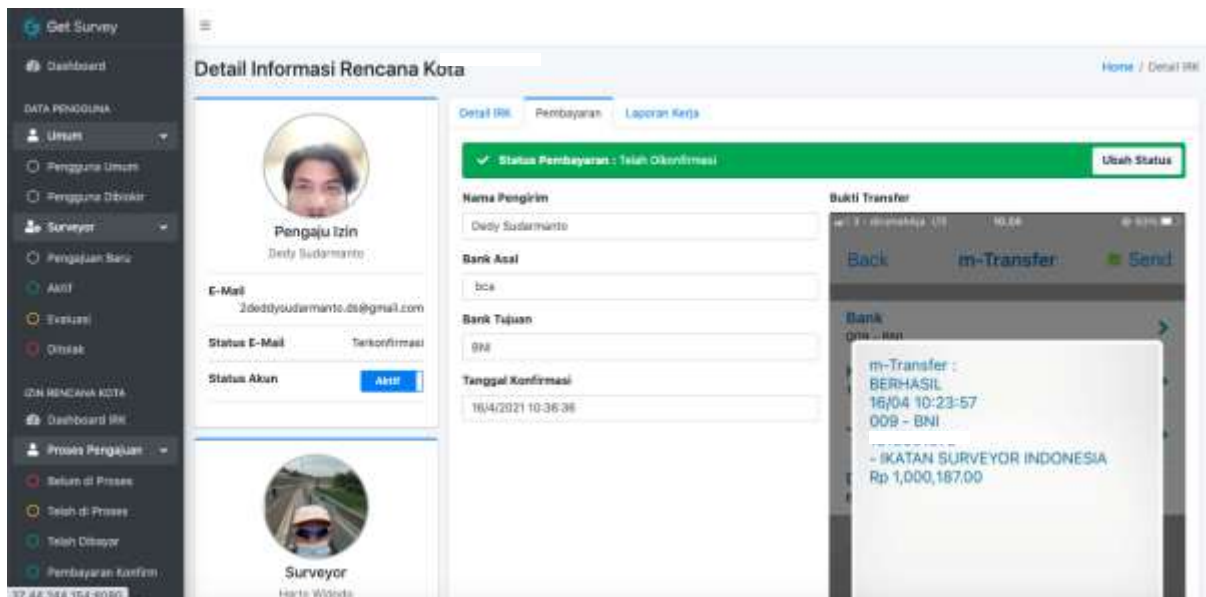 Get Survey
Dashboard
DATA PENGGUNA
Umum
Pengguna Umum
Pengguna Diblokir
Surveyor
Pengajuan Baru
Aktif
Evaluasi
Ditolak
IZIN RENCANA KOTA
Dashboard IRK
Proses Pengajuan
Belum di Proses
Telah di Proses
Telah Dibayar
Pembayaran Konfirm
Detail Informasi Rencana Kota
Home / Detail IRK
Pengaju Izin
Dedy Sudarmanto
E-Mail
2deddysudarmanto.ds@gmail.com
Status E-Mail Terkonfirmasi
Status Akun Aktif
Surveyor
Detail IRK Pembayaran Laporan Kerja
Status Pembayaran : Telah Dikonfirmasi
Ubah Status
Nama Pengirim
Dedy Sudarmanto
Bank Asal
bca
Bank Tujuan
BNI
Tanggal Konfirmasi
16/4/2021 10:36:36
Bukti Transfer
Back m-Transfer Send
Bank
009 - BNI
m-Transfer :
BERHASIL
16/04 10:23:57
009 - BNI
- IKATAN SURVEYOR INDONESIA
Rp 1,000,187.00